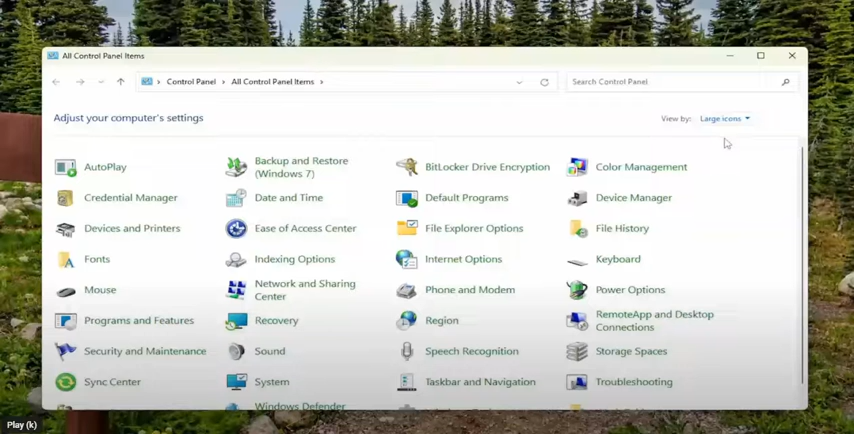 All Control Panel Items
Control Panel > All Control Panel Items >
Search Control Panel
Adjust your computer's settings
View by: Large icons
AutoPlay
Backup and Restore
(Windows 7)
BitLocker Drive Encryption
Color Management
Credential Manager
Date and Time
Default Programs
Device Manager
Devices and Printers
Ease of Access Center
File Explorer Options
File History
Fonts
Indexing Options
Internet Options
Keyboard
Mouse
Network and Sharing
Center
Phone and Modem
Power Options
Programs and Features
Recovery
Region
RemoteApp and Desktop
Connections
Security and Maintenance
Sound
Speech Recognition
Storage Spaces
Sync Center
System
Taskbar and Navigation
Troubleshooting
Windows Defender
Play (k)